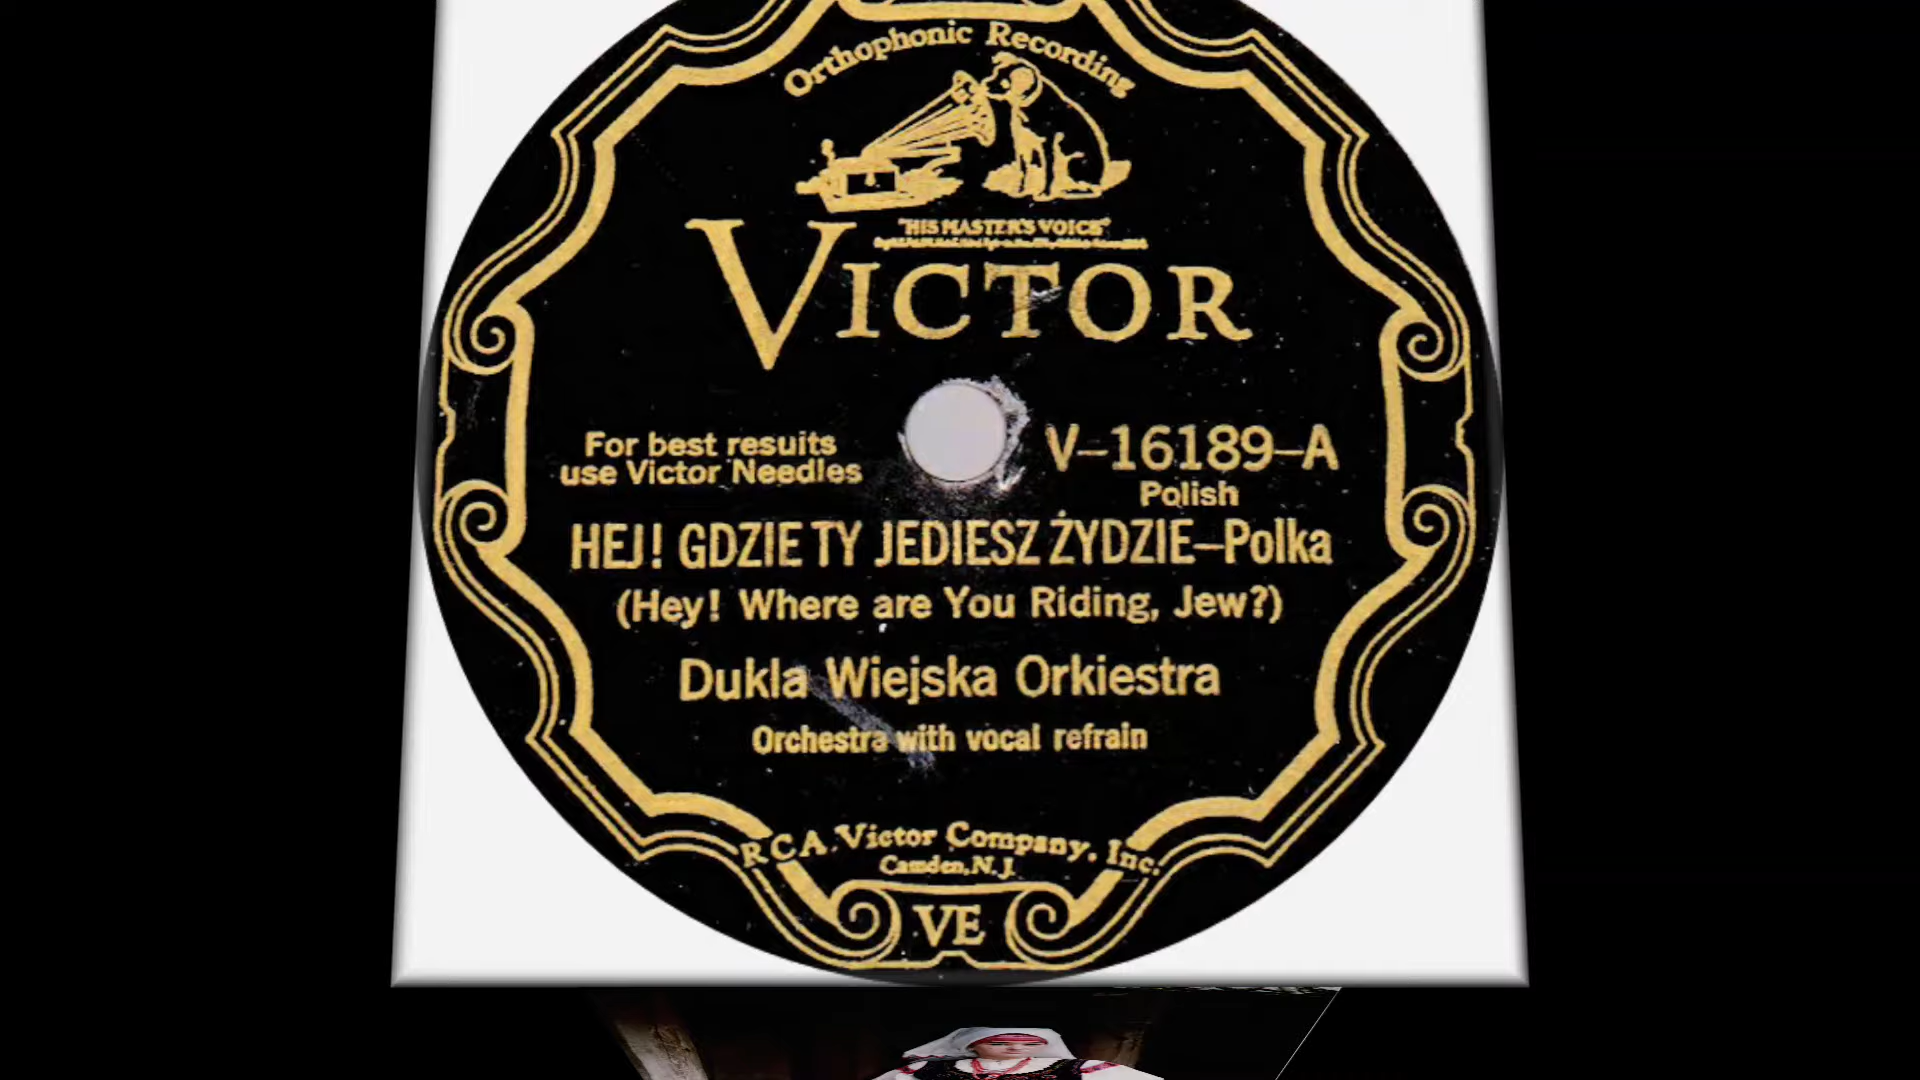 Orthophonic Recording
"HIS MASTER'S VOICE"
VICTOR
For best results
use Victor Needles
V–16189–A
Polish
HEJ! GDZIE TY JEDIESZ ŻYDZIE–Polka
(Hey! Where are You Riding, Jew?)
Dukla Wiejska Orkiestra
Orchestra with vocal refrain
RCA Victor Company, Inc.
Camden, N.J.
VE